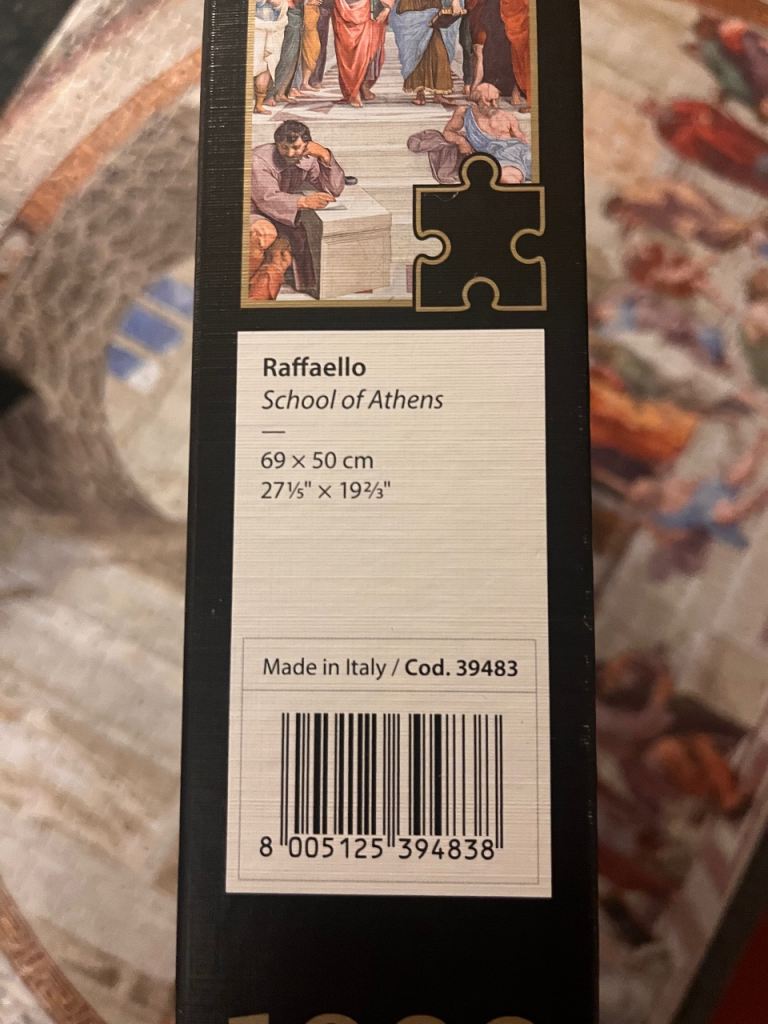 Raffaello
School of Athens
69 × 50 cm
27⅕" × 19⅔"
Made in Italy / Cod. 39483
8 005125 394838